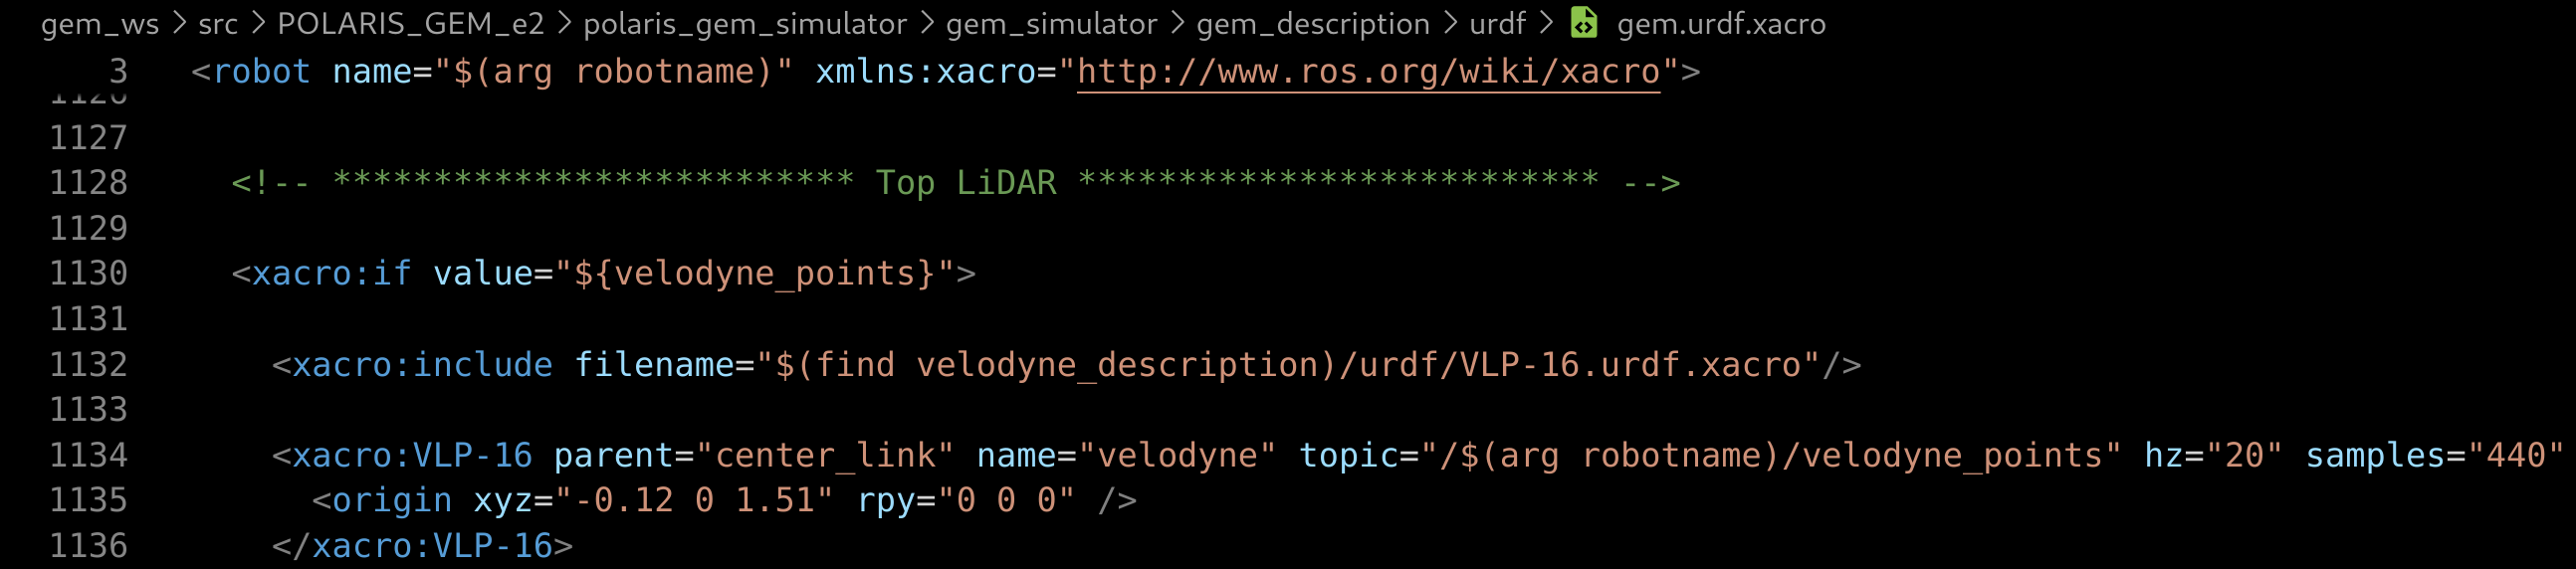 gem_ws > src > POLARIS_GEM_e2 > polaris_gem_simulator > gem_simulator > gem_description > urdf > gem.urdf.xacro
3 <robot name="$(arg robotname)" xmlns:xacro="http://www.ros.org/wiki/xacro">
1126
1127
1128 <!-- ************************** Top LiDAR ************************** -->
1129
1130 <xacro:if value="${velodyne_points}">
1131
1132 <xacro:include filename="$(find velodyne_description)/urdf/VLP-16.urdf.xacro"/>
1133
1134 <xacro:VLP-16 parent="center_link" name="velodyne" topic="/$(arg robotname)/velodyne_points" hz="20" samples="440"
1135 <origin xyz="-0.12 0 1.51" rpy="0 0 0" />
1136 </xacro:VLP-16>